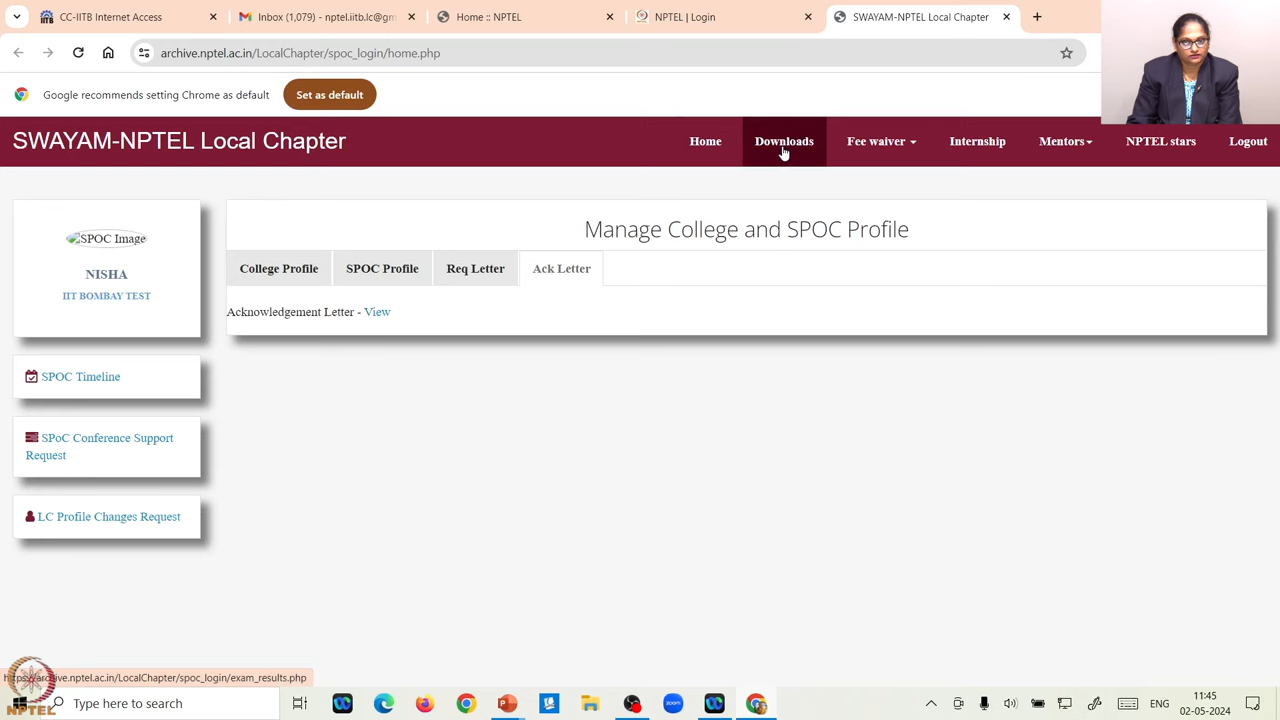 CC-IITB Internet Access
Inbox (1,079) - nptel.iitb.lc@gm
Home :: NPTEL
NPTEL | Login
SWAYAM-NPTEL Local Chapter
archive.nptel.ac.in/LocalChapter/spoc_login/home.php
Google recommends setting Chrome as default
Set as default
SWAYAM-NPTEL Local Chapter
Home
Downloads
Fee waiver
Internship
Mentors
NPTEL stars
Logout
SPOC Image
NISHA
IIT BOMBAY TEST
Manage College and SPOC Profile
College Profile
SPOC Profile
Req Letter
Ack Letter
Acknowledgement Letter - View
SPOC Timeline
SPoC Conference Support
Request
LC Profile Changes Request
archive.nptel.ac.in/LocalChapter/spoc_login/exam_results.php
NPTEL
Type here to search
zoom
ENG
11:45
02-05-2024